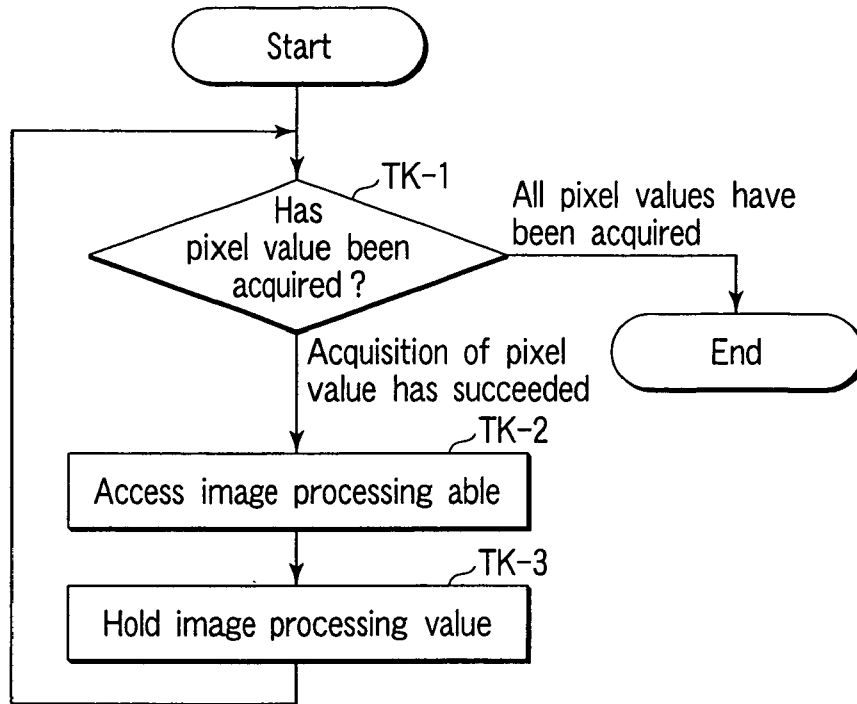 Start
TK-1
Has
pixel value been
acquired ?
All pixel values have
been acquired
End
Acquisition of pixel
value has succeeded
TK-2
Access image processing able
TK-3
Hold image processing value